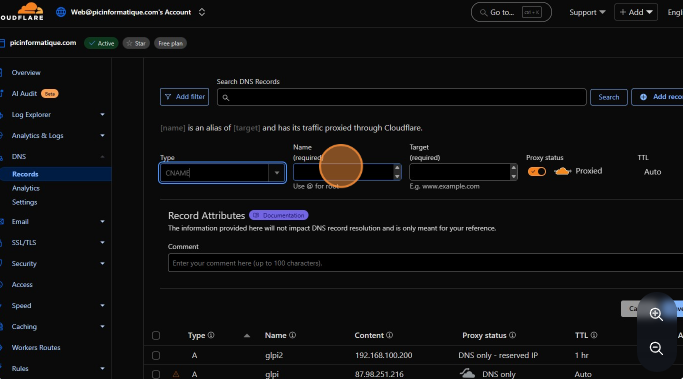 CLOUDFLARE
Web@picinformatique.com's Account
Go to...
Ctrl + K
Support
+ Add
picinformatique.com
Active
Star
Free plan
Overview
AI Audit Beta
Log Explorer
Analytics & Logs
DNS
Records
Analytics
Settings
Email
SSL/TLS
Security
Access
Speed
Caching
Workers Routes
Rules
Search DNS Records
Add filter
Search
[name] is an alias of [target] and has its traffic proxied through Cloudflare.
Type
CNAME
Name
(required)
Use @ for root
Target
(required)
E.g. www.example.com
Proxy status
Proxied
TTL
Auto
Record Attributes
Documentation
The information provided here will not impact DNS record resolution and is only meant for your reference.
Comment
Enter your comment here (up to 100 characters).
Type Name Content Proxy status TTL
A glpi2 192.168.100.200 DNS only - reserved IP 1 hr
A glpi 87.98.251.216 DNS only Auto